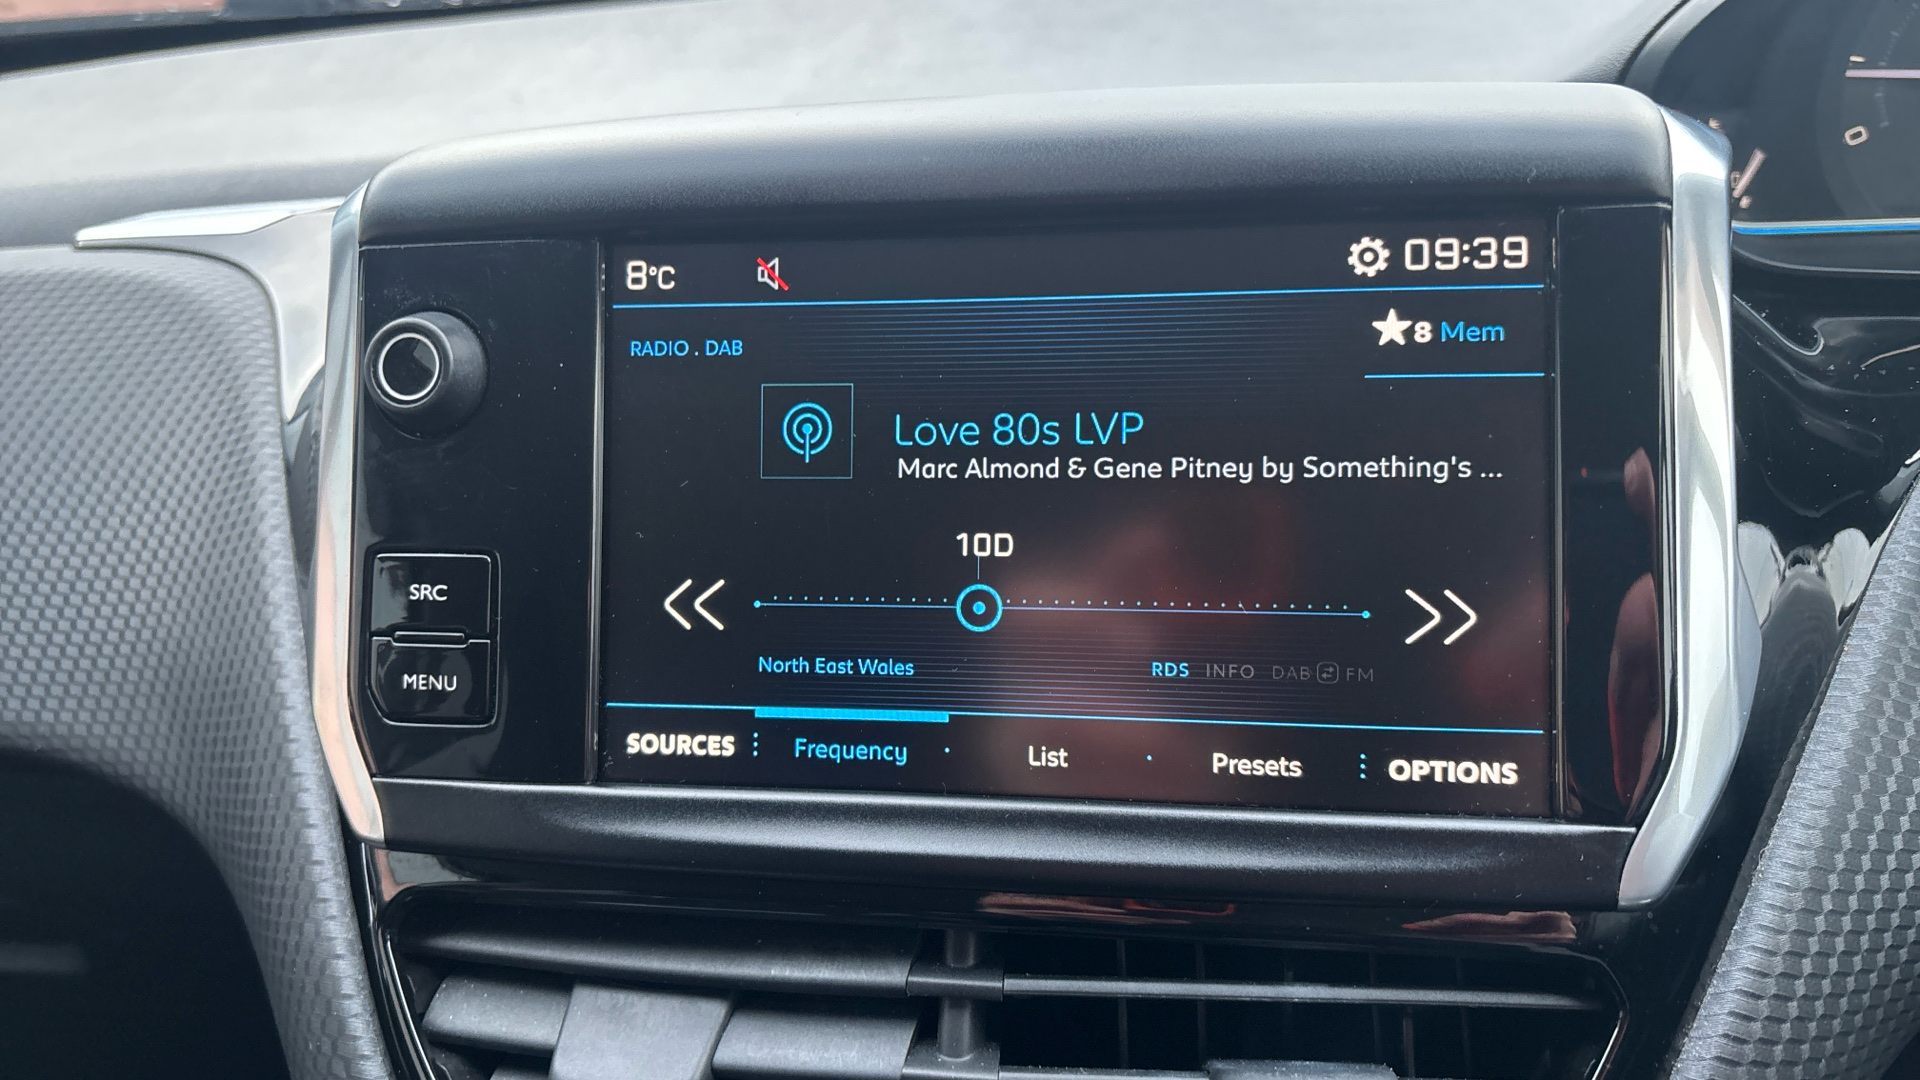 8°C
09:39
RADIO . DAB
8 Mem
Love 80s LVP
Marc Almond & Gene Pitney by Something's ...
10D
North East Wales
RDS INFO DAB FM
SRC
MENU
SOURCES Frequency List Presets OPTIONS
0